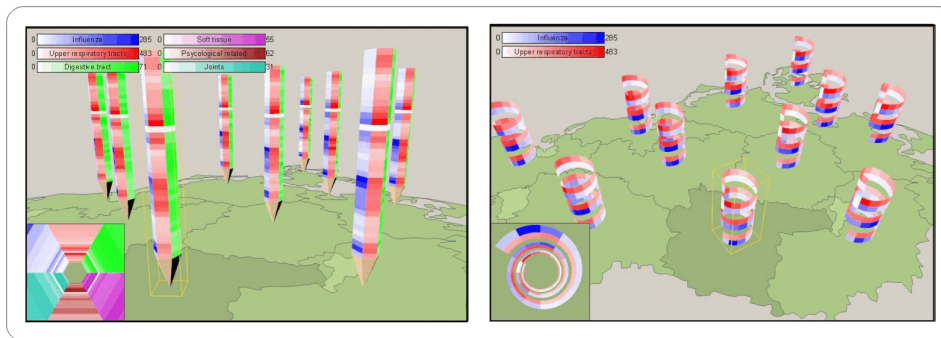 0 Influenza 285 0 Soft tissue 55
0 Upper respiratory tracts 483 0 Psycological related 62
0 Digestive tract 71 0 Joints 31
0 Influenza 285
0 Upper respiratory tracts 483